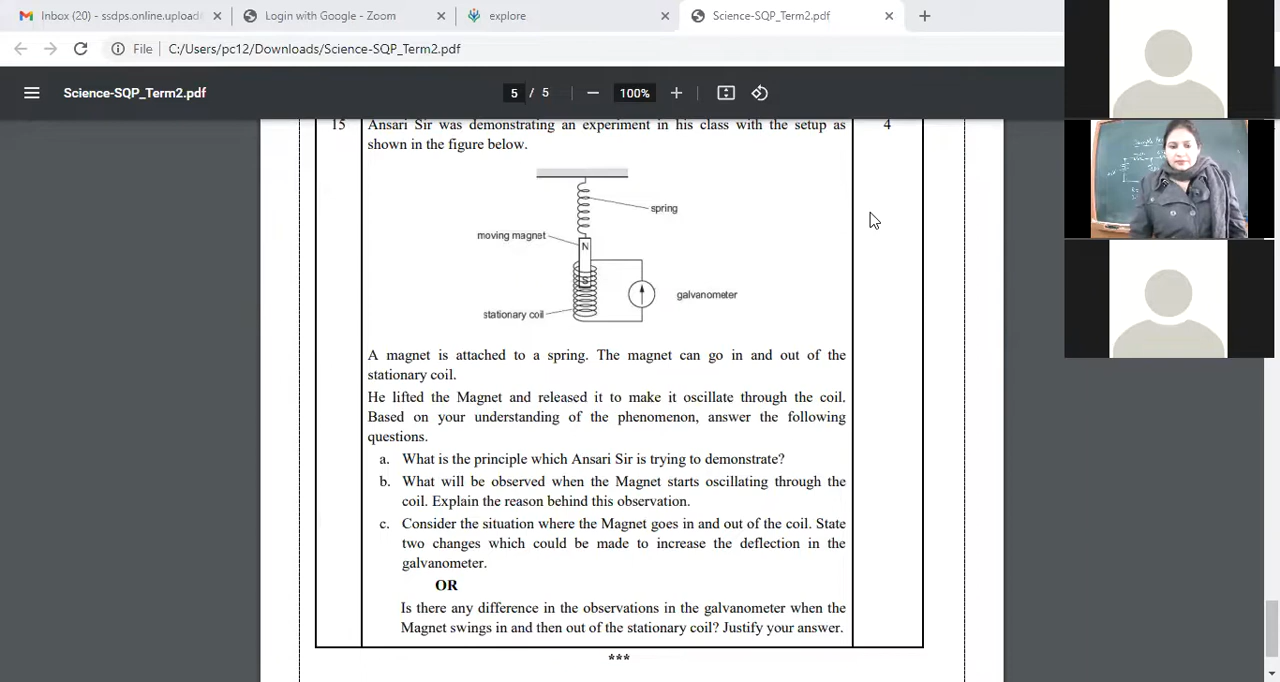 Inbox (20) - ssdps.online.upload
Login with Google - Zoom
explore
Science-SQP_Term2.pdf
File
C:/Users/pc12/Downloads/Science-SQP_Term2.pdf
Science-SQP_Term2.pdf
5 / 5
100%
15 Ansari Sir was demonstrating an experiment in his class with the setup as 4
shown in the figure below.
spring
moving magnet
N
S
galvanometer
stationary coil
A magnet is attached to a spring. The magnet can go in and out of the
stationary coil.
He lifted the Magnet and released it to make it oscillate through the coil.
Based on your understanding of the phenomenon, answer the following
questions.
a. What is the principle which Ansari Sir is trying to demonstrate?
b. What will be observed when the Magnet starts oscillating through the
coil. Explain the reason behind this observation.
c. Consider the situation where the Magnet goes in and out of the coil. State
two changes which could be made to increase the deflection in the
galvanometer.
OR
Is there any difference in the observations in the galvanometer when the
Magnet swings in and then out of the stationary coil? Justify your answer.
***